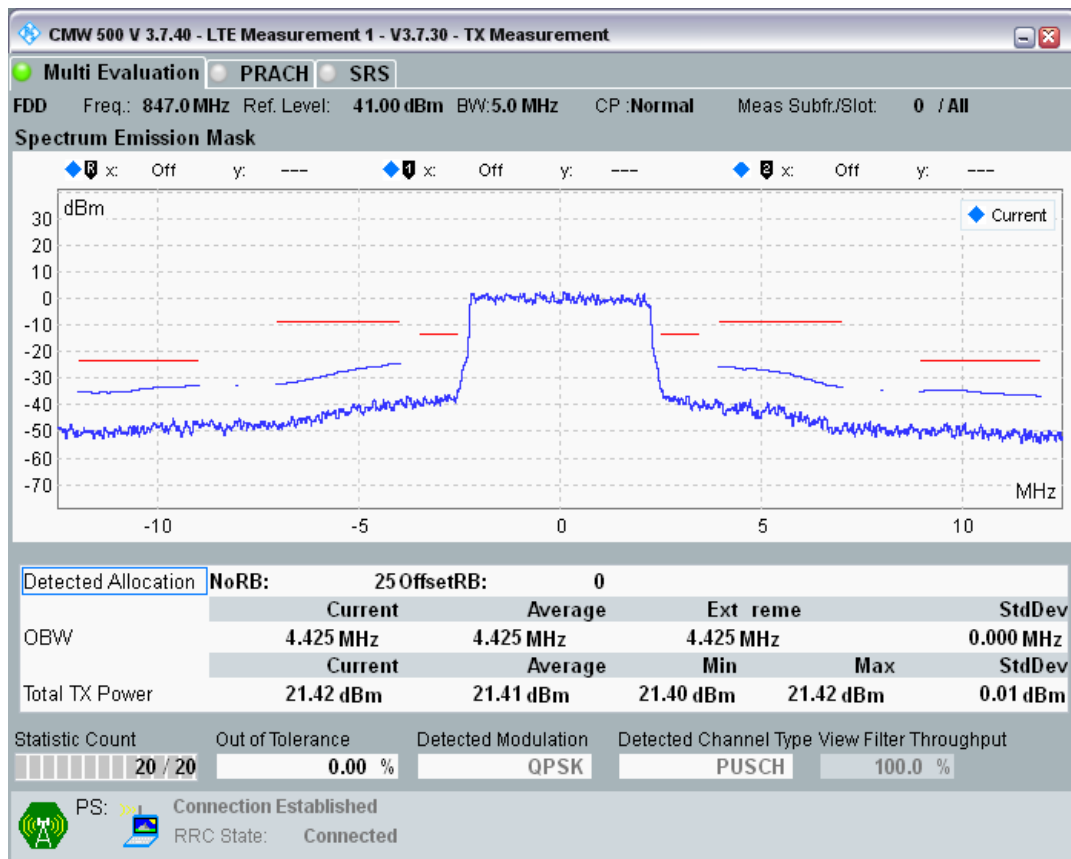 CMW 500 V 3.7.40 - LTE Measurement 1 - V3.7.30 - TX Measurement
Multi Evaluation PRACH SRS
FDD Freq.: 847.0 MHz Ref. Level: 41.00 dBm BW:5.0 MHz CP :Normal Meas Subfr./Slot: 0 / All
Spectrum Emission Mask
R x: Off y: --- 1 x: Off y: --- 2 x: Off y: ---
dBm
Current
30
20
10
0
-10
-20
-30
-40
-50
-60
-70
MHz
-10 -5 0 5 10
Detected Allocation NoRB: 25 OffsetRB: 0
Current Average Ext reme StdDev
OBW 4.425 MHz 4.425 MHz 4.425 MHz 0.000 MHz
Current Average Min Max StdDev
Total TX Power 21.42 dBm 21.41 dBm 21.40 dBm 21.42 dBm 0.01 dBm
Statistic Count Out of Tolerance Detected Modulation Detected Channel Type View Filter Throughput
20 / 20 0.00 % QPSK PUSCH 100.0 %
PS: Connection Established
RRC State: Connected